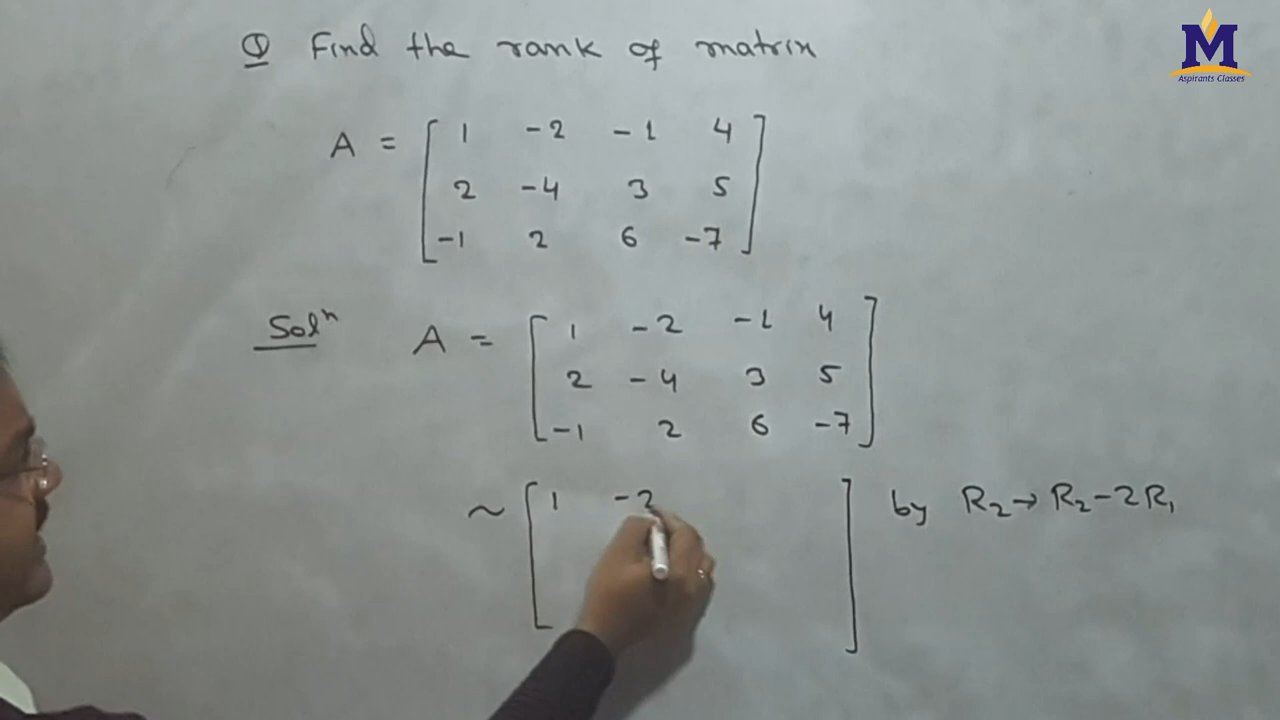 Q Find the rank of matrix
A = [ 1 -2 -1 4
2 -4 3 5
-1 2 6 -7 ]
Solⁿ A = [ 1 -2 -1 4
2 -4 3 5
-1 2 6 -7 ]
~ [ 1 -2 ] by R₂→R₂-2R₁
M
Aspirants Classes